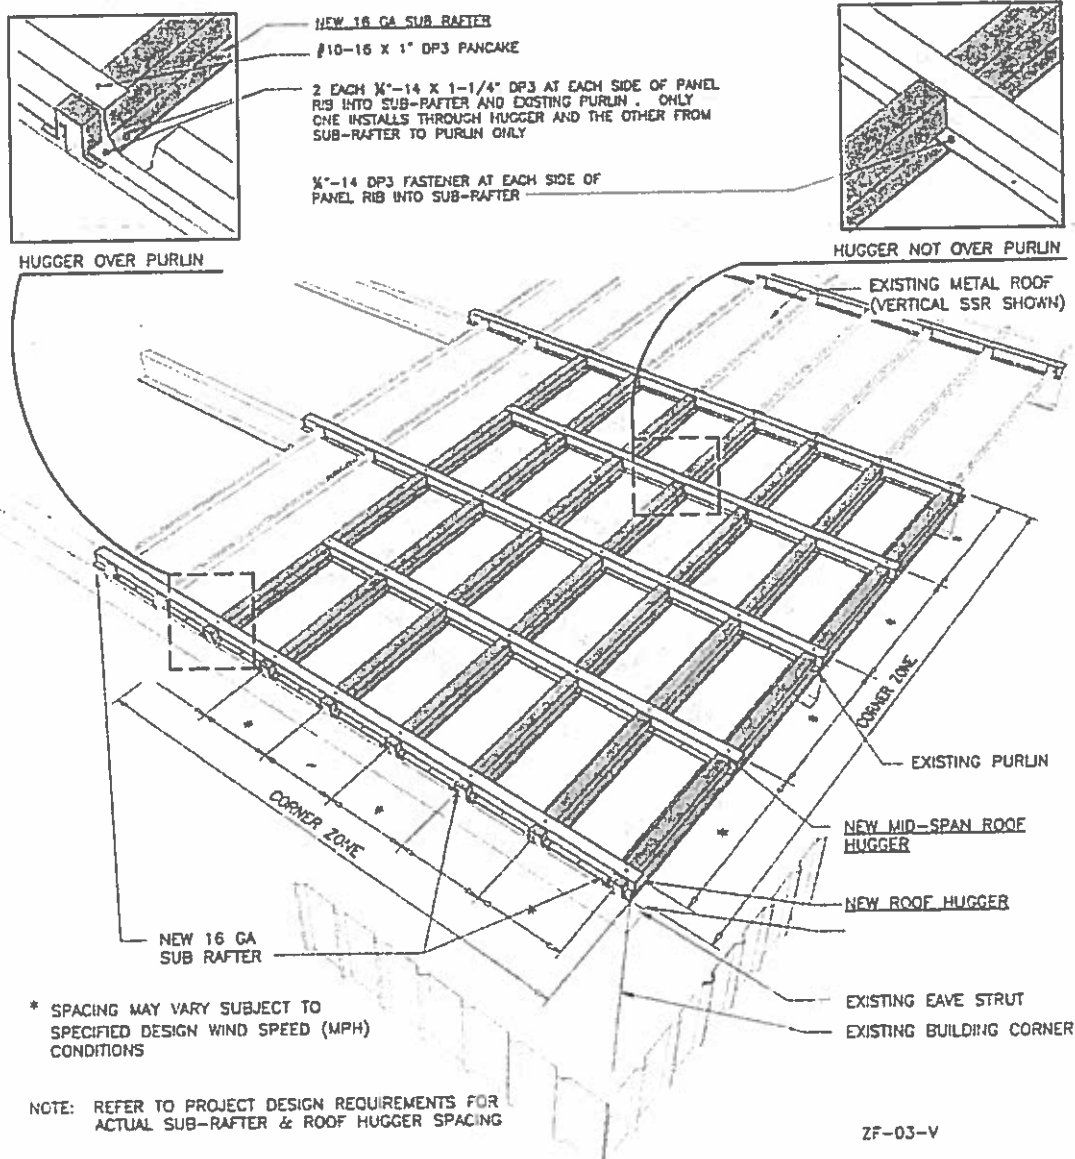 NEW 16 GA SUB RAFTER
#10-16 X 1" DP3 PANCAKE
2 EACH ¼"-14 X 1-1/4" DP3 AT EACH SIDE OF PANEL
RIB INTO SUB-RAFTER AND EXISTING PURLIN . ONLY
ONE INSTALLS THROUGH HUGGER AND THE OTHER FROM
SUB-RAFTER TO PURLIN ONLY
¼"-14 DP3 FASTENER AT EACH SIDE OF
PANEL RIB INTO SUB-RAFTER
HUGGER OVER PURLIN
HUGGER NOT OVER PURLIN
EXISTING METAL ROOF
(VERTICAL SSR SHOWN)
CORNER ZONE
EXISTING PURLIN
NEW MID-SPAN ROOF
HUGGER
NEW ROOF HUGGER
CORNER ZONE
NEW 16 GA
SUB RAFTER
EXISTING EAVE STRUT
EXISTING BUILDING CORNER
* SPACING MAY VARY SUBJECT TO
SPECIFIED DESIGN WIND SPEED (MPH)
CONDITIONS
NOTE: REFER TO PROJECT DESIGN REQUIREMENTS FOR
ACTUAL SUB-RAFTER & ROOF HUGGER SPACING
ZF-03-V